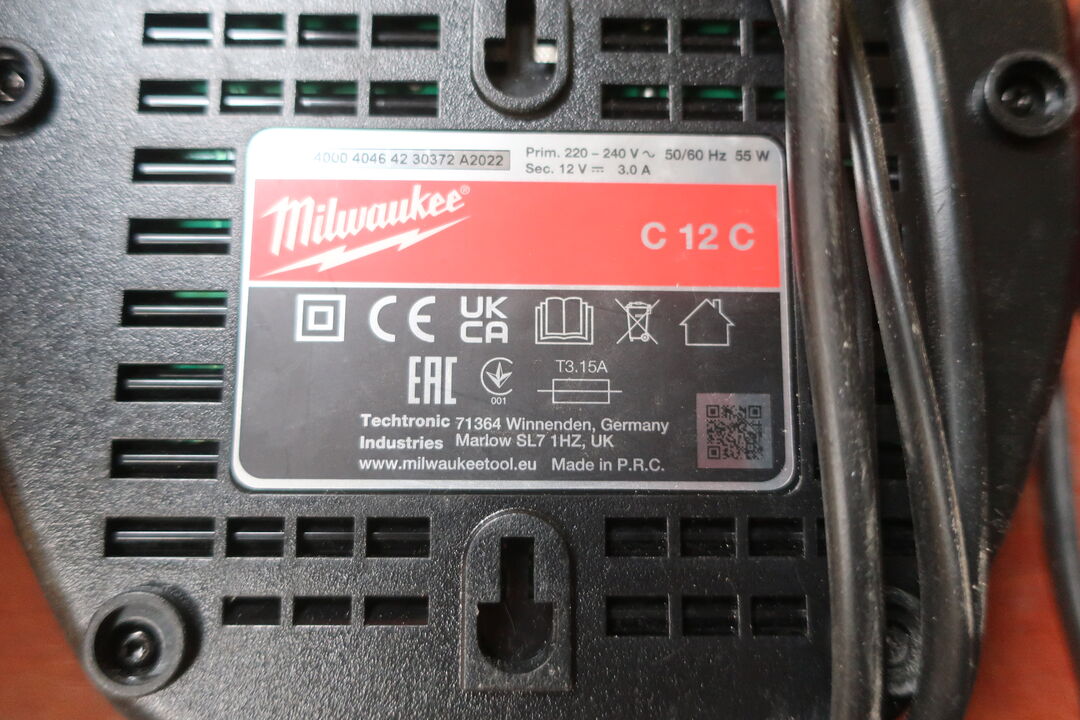 4000 4046 42 30372 A2022
Prim. 220 – 240 V ~ 50/60 Hz 55 W
Sec. 12 V ⎓ 3.0 A
Milwaukee®
C 12 C
CE
UK
CA
EAC
001
T3.15A
Techtronic 71364 Winnenden, Germany
Industries Marlow SL7 1HZ, UK
www.milwaukeetool.eu Made in P.R.C.